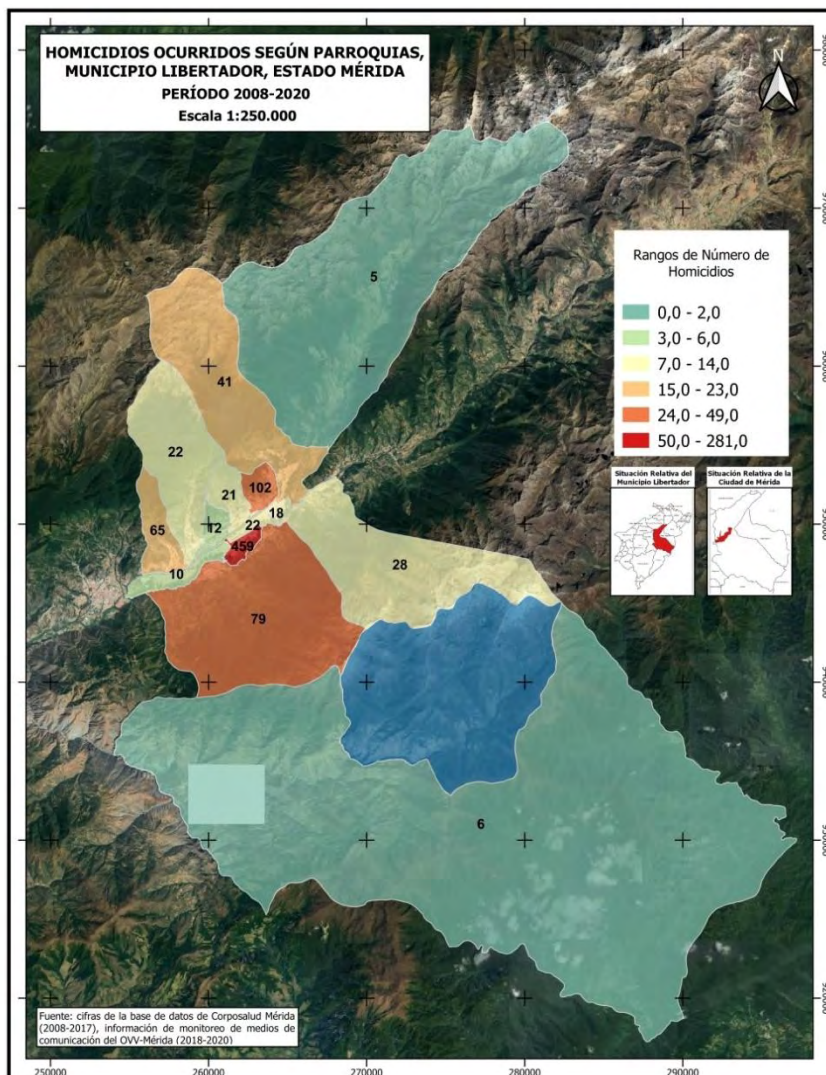 HOMICIDIOS OCURRIDOS SEGÚN PARROQUIAS,
MUNICIPIO LIBERTADOR, ESTADO MÉRIDA
PERÍODO 2008-2020
Escala 1:250.000
N
Rangos de Número de
Homicidios
0,0 - 2,0
3,0 - 6,0
7,0 - 14,0
15,0 - 23,0
24,0 - 49,0
50,0 - 281,0
Situación Relativa del
Municipio Libertador
Situación Relativa de la
Ciudad de Mérida
5
41
22
21
102
18
12
22
65
459
10
28
79
6
Fuente: cifras de la base de datos de Corposalud Mérida
(2008-2017), información de monitoreo de medios de
comunicación del OVV-Mérida (2018-2020)
250000
260000
270000
280000
290000